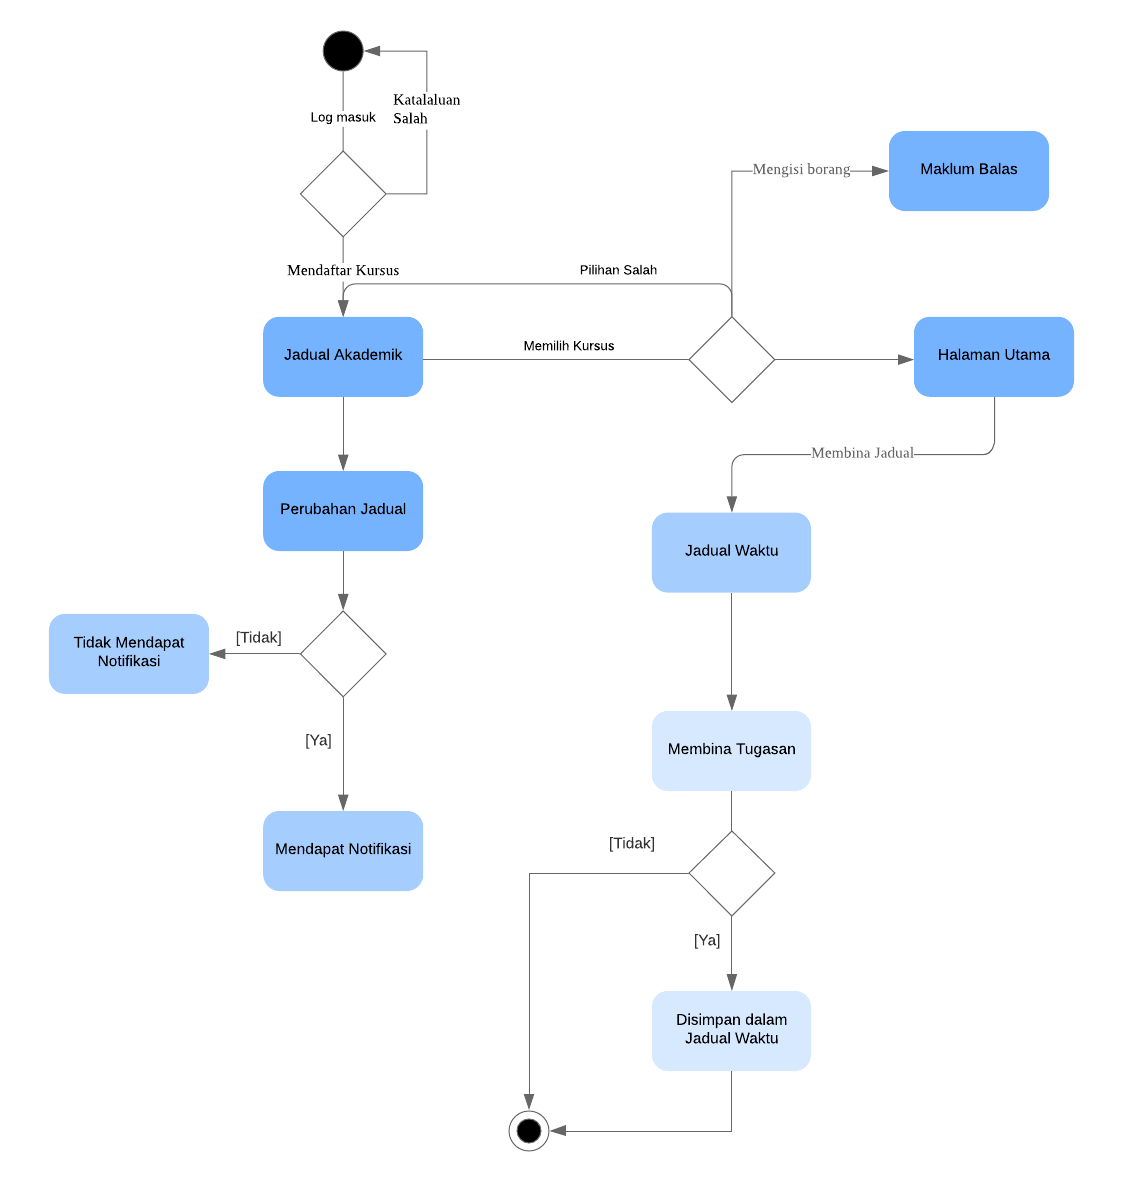 Katalaluan
Salah
Log masuk
Mengisi borang
Maklum Balas
Mendaftar Kursus
Pilihan Salah
Jadual Akademik
Memilih Kursus
Halaman Utama
Membina Jadual
Perubahan Jadual
Jadual Waktu
[Tidak]
Tidak Mendapat
Notifikasi
[Ya]
Membina Tugasan
Mendapat Notifikasi
[Tidak]
[Ya]
Disimpan dalam
Jadual Waktu